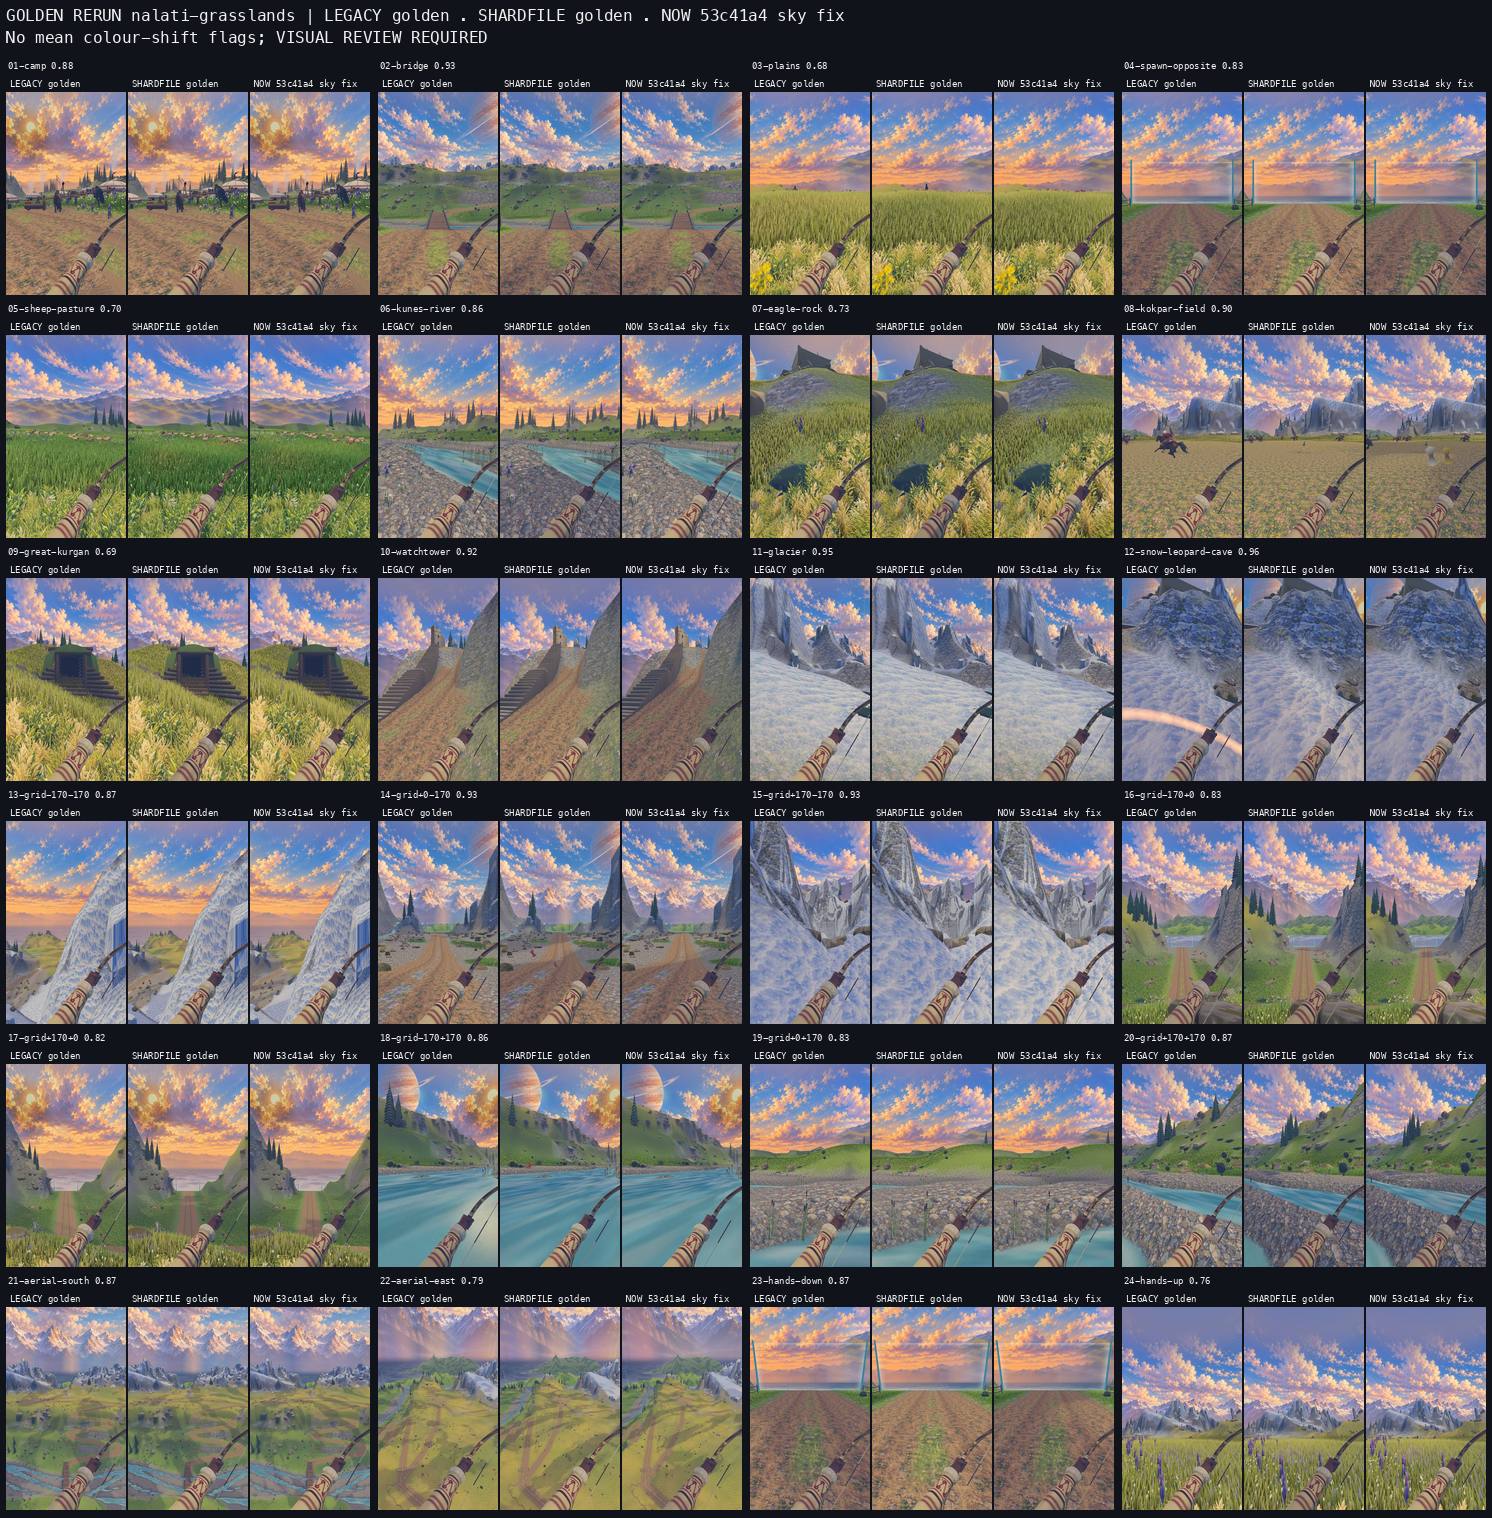 GOLDEN RERUN nalati-grasslands | LEGACY golden . SHARDFILE golden . NOW 53c41a4 sky fix
No mean colour-shift flags; VISUAL REVIEW REQUIRED
01-camp 0.88
LEGACY golden SHARDFILE golden NOW 53c41a4 sky fix
02-bridge 0.93
LEGACY golden SHARDFILE golden NOW 53c41a4 sky fix
03-plains 0.68
LEGACY golden SHARDFILE golden NOW 53c41a4 sky fix
04-spawn-opposite 0.83
LEGACY golden SHARDFILE golden NOW 53c41a4 sky fix
05-sheep-pasture 0.70
LEGACY golden SHARDFILE golden NOW 53c41a4 sky fix
06-kunes-river 0.86
LEGACY golden SHARDFILE golden NOW 53c41a4 sky fix
07-eagle-rock 0.73
LEGACY golden SHARDFILE golden NOW 53c41a4 sky fix
08-kokpar-field 0.90
LEGACY golden SHARDFILE golden NOW 53c41a4 sky fix
09-great-kurgan 0.69
LEGACY golden SHARDFILE golden NOW 53c41a4 sky fix
10-watchtower 0.92
LEGACY golden SHARDFILE golden NOW 53c41a4 sky fix
11-glacier 0.95
LEGACY golden SHARDFILE golden NOW 53c41a4 sky fix
12-snow-leopard-cave 0.96
LEGACY golden SHARDFILE golden NOW 53c41a4 sky fix
13-grid-170-170 0.87
LEGACY golden SHARDFILE golden NOW 53c41a4 sky fix
14-grid+0-170 0.93
LEGACY golden SHARDFILE golden NOW 53c41a4 sky fix
15-grid+170-170 0.93
LEGACY golden SHARDFILE golden NOW 53c41a4 sky fix
16-grid-170+0 0.83
LEGACY golden SHARDFILE golden NOW 53c41a4 sky fix
17-grid+170+0 0.82
LEGACY golden SHARDFILE golden NOW 53c41a4 sky fix
18-grid-170+170 0.86
LEGACY golden SHARDFILE golden NOW 53c41a4 sky fix
19-grid+0+170 0.83
LEGACY golden SHARDFILE golden NOW 53c41a4 sky fix
20-grid+170+170 0.87
LEGACY golden SHARDFILE golden NOW 53c41a4 sky fix
21-aerial-south 0.87
LEGACY golden SHARDFILE golden NOW 53c41a4 sky fix
22-aerial-east 0.79
LEGACY golden SHARDFILE golden NOW 53c41a4 sky fix
23-hands-down 0.87
LEGACY golden SHARDFILE golden NOW 53c41a4 sky fix
24-hands-up 0.76
LEGACY golden SHARDFILE golden NOW 53c41a4 sky fix